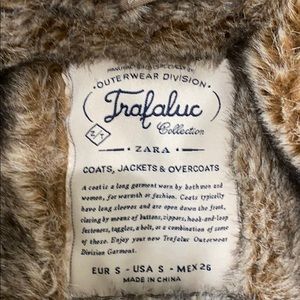 OUTERWEAR DIVISION
Trafaluc
Collection
· ZARA ·
COATS, JACKETS & OVERCOATS
A coat is a long garment worn by both men and
women, for warmth or fashion. Coats typically
have long sleeves and are open down the front,
closing by means of buttons, zippers, hook-and-loop
fasteners, toggles, a belt, or a combination of some
of these. Enjoy your new Trafaluc Outerwear
Division Garment.
EUR S - USA S - MEX 26
MADE IN CHINA